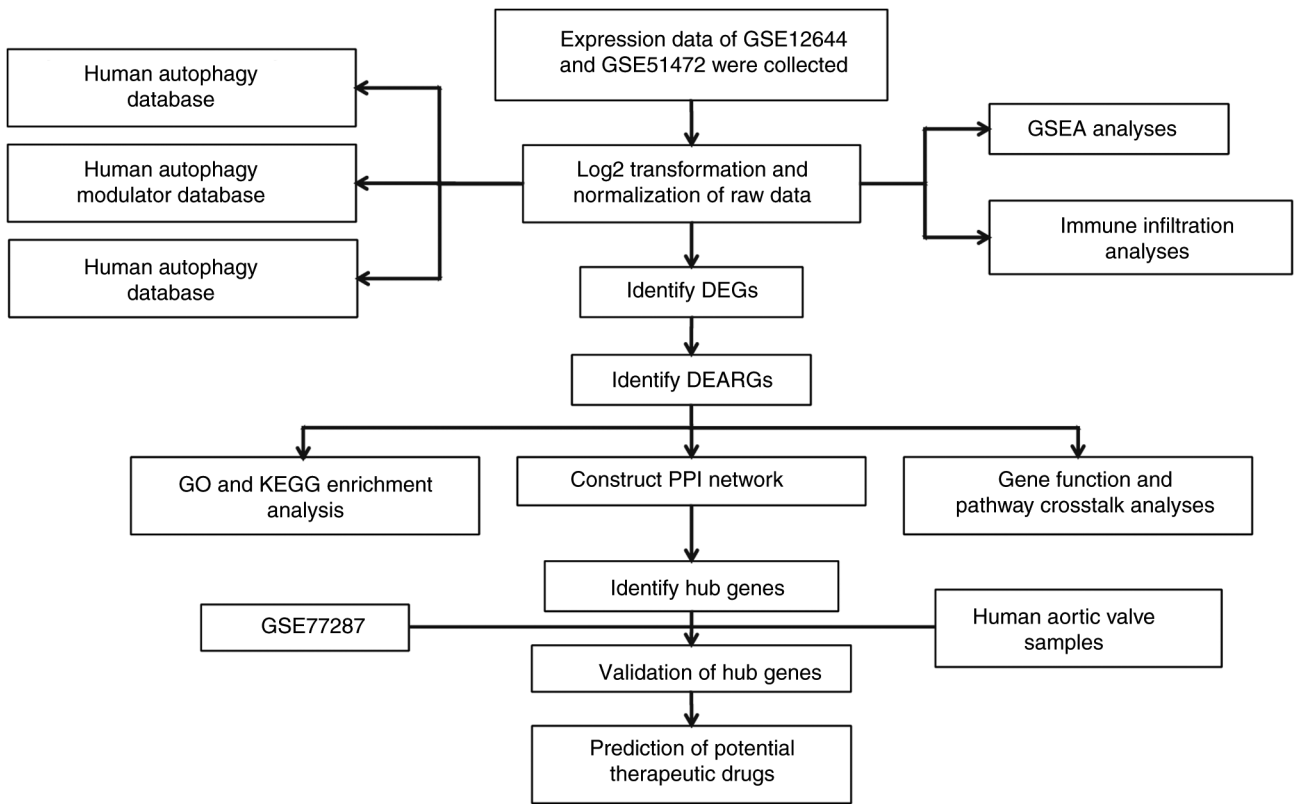 Expression data of GSE12644
and GSE51472 were collected
Human autophagy
database
Human autophagy
modulator database
Human autophagy
database
Log2 transformation and
normalization of raw data
GSEA analyses
Immune infiltration
analyses
Identify DEGs
Identify DEARGs
GO and KEGG enrichment
analysis
Construct PPI network
Gene function and
pathway crosstalk analyses
Identify hub genes
GSE77287
Human aortic valve
samples
Validation of hub genes
Prediction of potential
therapeutic drugs